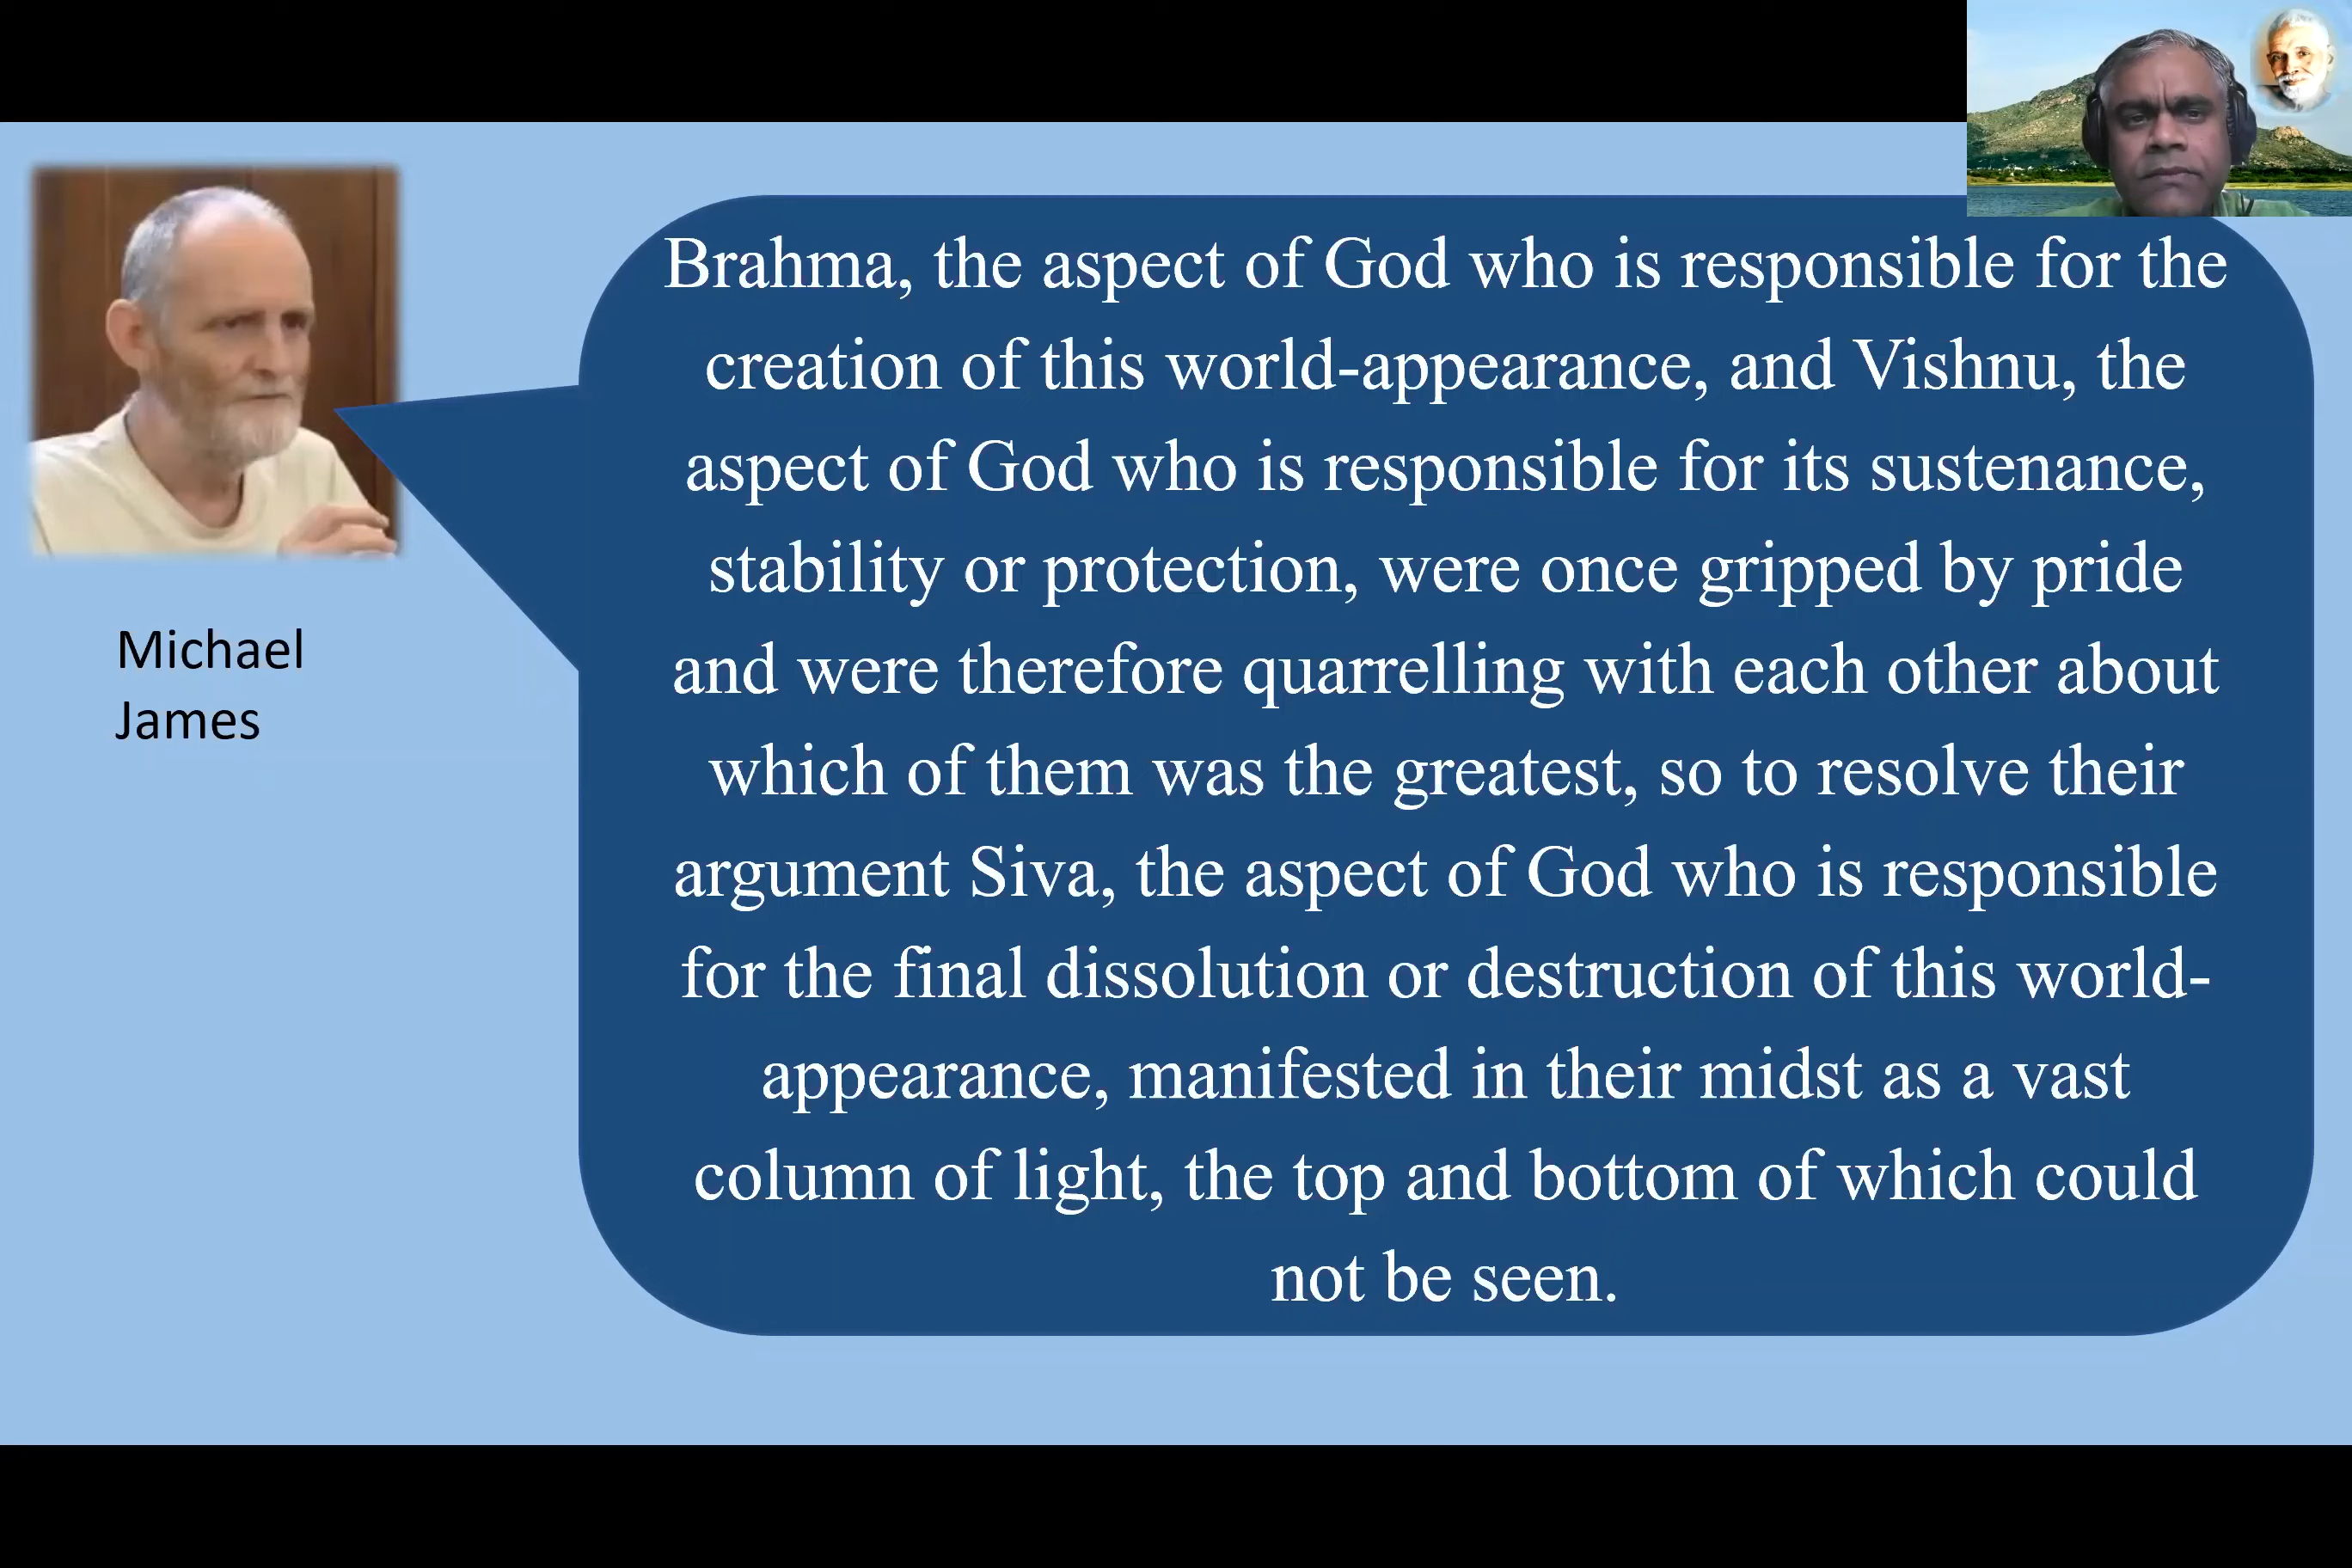 Brahma, the aspect of God who is responsible for the
creation of this world-appearance, and Vishnu, the
aspect of God who is responsible for its sustenance,
stability or protection, were once gripped by pride
and were therefore quarrelling with each other about
which of them was the greatest, so to resolve their
argument Siva, the aspect of God who is responsible
for the final dissolution or destruction of this world-
appearance, manifested in their midst as a vast
column of light, the top and bottom of which could
not be seen.
Michael
James